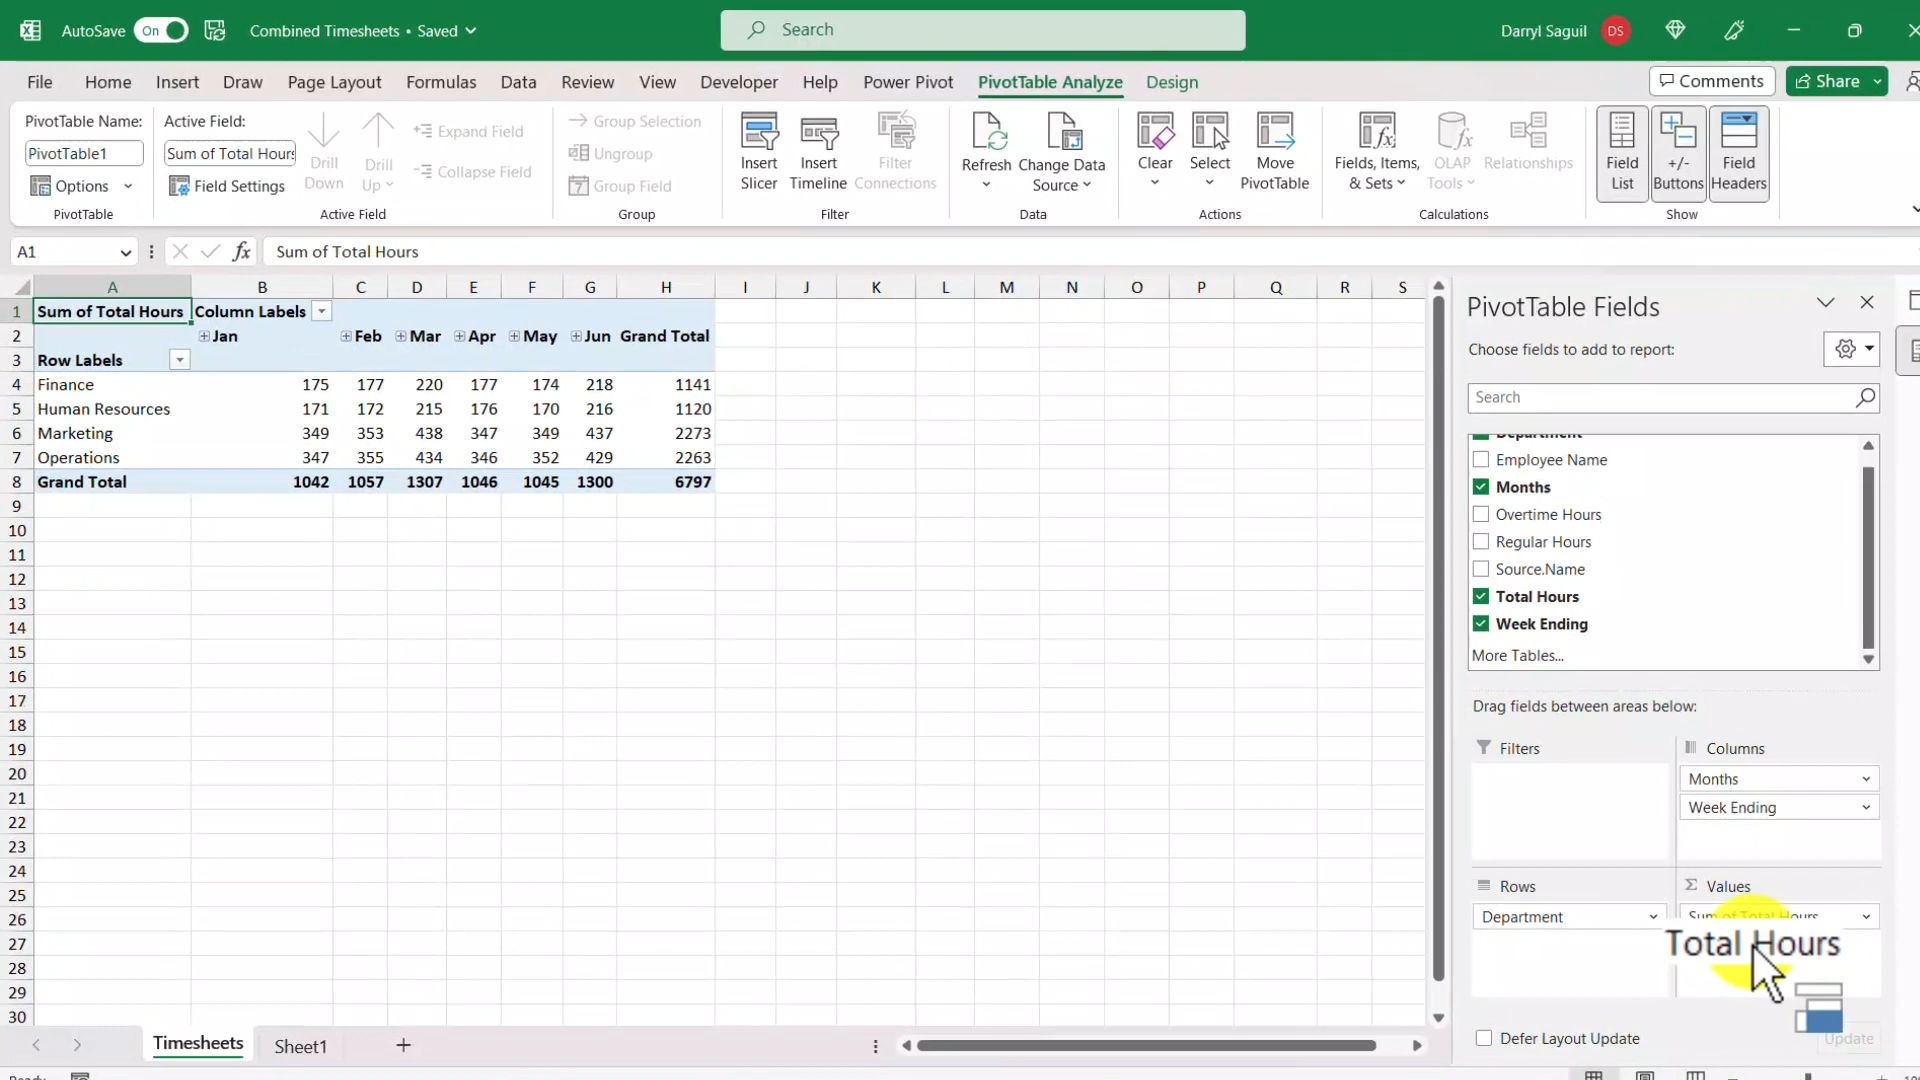 AutoSave On Combined Timesheets • Saved Search Darryl Saguil DS
File Home Insert Draw Page Layout Formulas Data Review View Developer Help Power Pivot PivotTable Analyze Design Comments Share
PivotTable Name:
PivotTable1
Options
PivotTable
Active Field:
Sum of Total Hours
Field Settings
Drill Down
Drill Up
Expand Field
Collapse Field
Active Field
Group Selection
Ungroup
Group Field
Group
Insert Slicer
Insert Timeline
Filter Connections
Filter
Refresh
Change Data Source
Data
Clear
Select
Move PivotTable
Actions
Fields, Items, & Sets
OLAP Tools
Relationships
Calculations
Field List
+/- Buttons
Field Headers
Show
A1 fx Sum of Total Hours
A B C D E F G H I J K L M N O P Q R S
1 Sum of Total Hours Column Labels
2 Jan Feb Mar Apr May Jun Grand Total
3 Row Labels
4 Finance 175 177 220 177 174 218 1141
5 Human Resources 171 172 215 176 170 216 1120
6 Marketing 349 353 438 347 349 437 2273
7 Operations 347 355 434 346 352 429 2263
8 Grand Total 1042 1057 1307 1046 1045 1300 6797
9
10
11
12
13
14
15
16
17
18
19
20
21
22
23
24
25
26
27
28
29
30
PivotTable Fields
Choose fields to add to report:
Search
Department
Employee Name
Months
Overtime Hours
Regular Hours
Source.Name
Total Hours
Week Ending
More Tables...
Drag fields between areas below:
Filters
Columns
Months
Week Ending
Rows
Department
Σ Values
Sum of Total Hours
Total Hours
Defer Layout Update
Update
Timesheets Sheet1
Ready